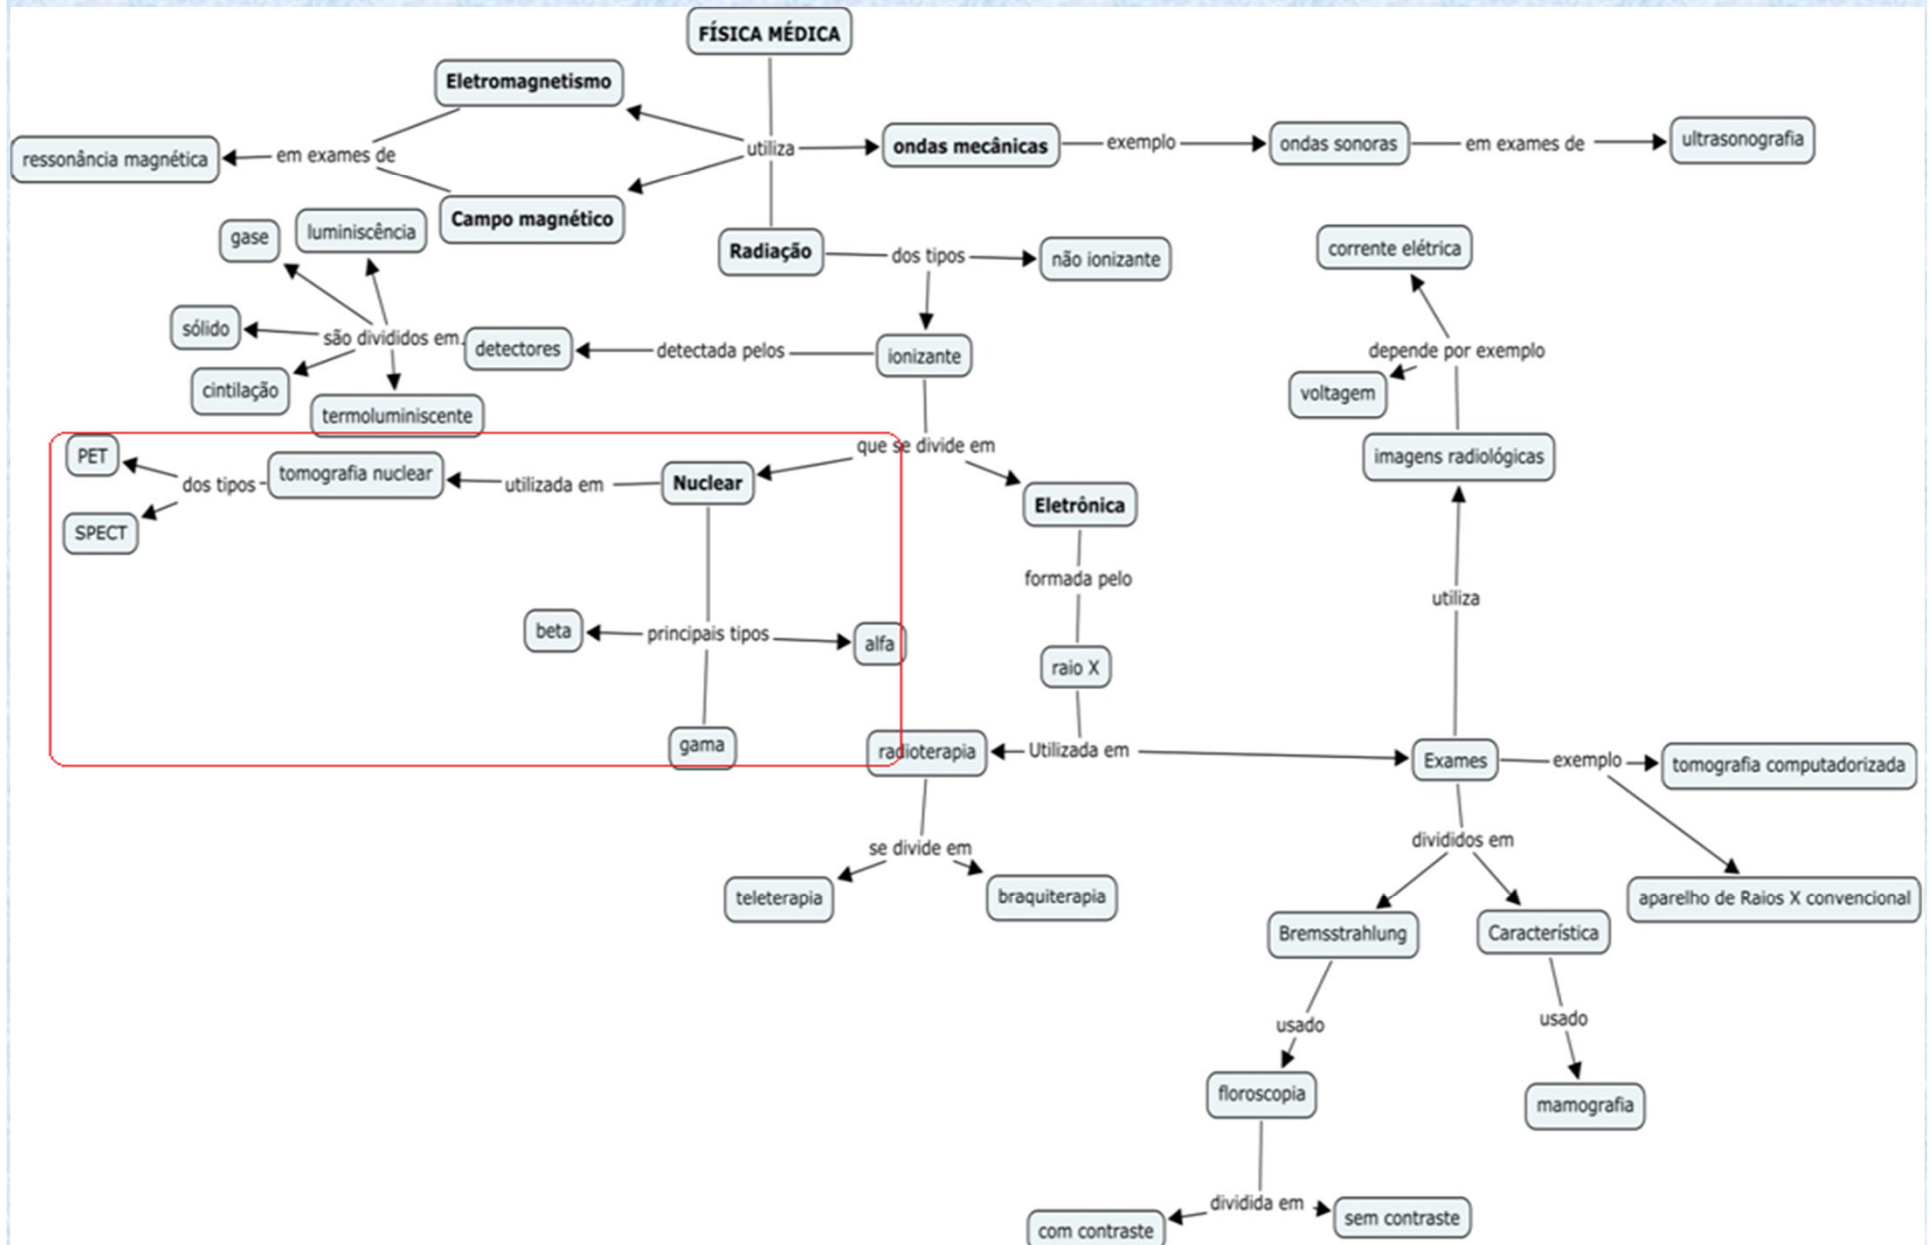 FÍSICA MÉDICA
Eletromagnetismo
ressonância magnética
em exames de
utiliza
ondas mecânicas
exemplo
ondas sonoras
em exames de
ultrasonografia
Campo magnético
gase
luminiscência
Radiação
dos tipos
não ionizante
corrente elétrica
sólido
são divididos em
detectores
detectada pelos
ionizante
depende por exemplo
cintilação
voltagem
termoluminiscente
que se divide em
PET
dos tipos
tomografia nuclear
utilizada em
Nuclear
imagens radiológicas
SPECT
Eletrônica
formada pelo
utiliza
beta
principais tipos
alfa
raio X
gama
radioterapia
Utilizada em
Exames
exemplo
tomografia computadorizada
se divide em
divididos em
teleterapia
braquiterapia
aparelho de Raios X convencional
Bremsstrahlung
Característica
usado
usado
floroscopia
mamografia
dividida em
com contraste
sem contraste